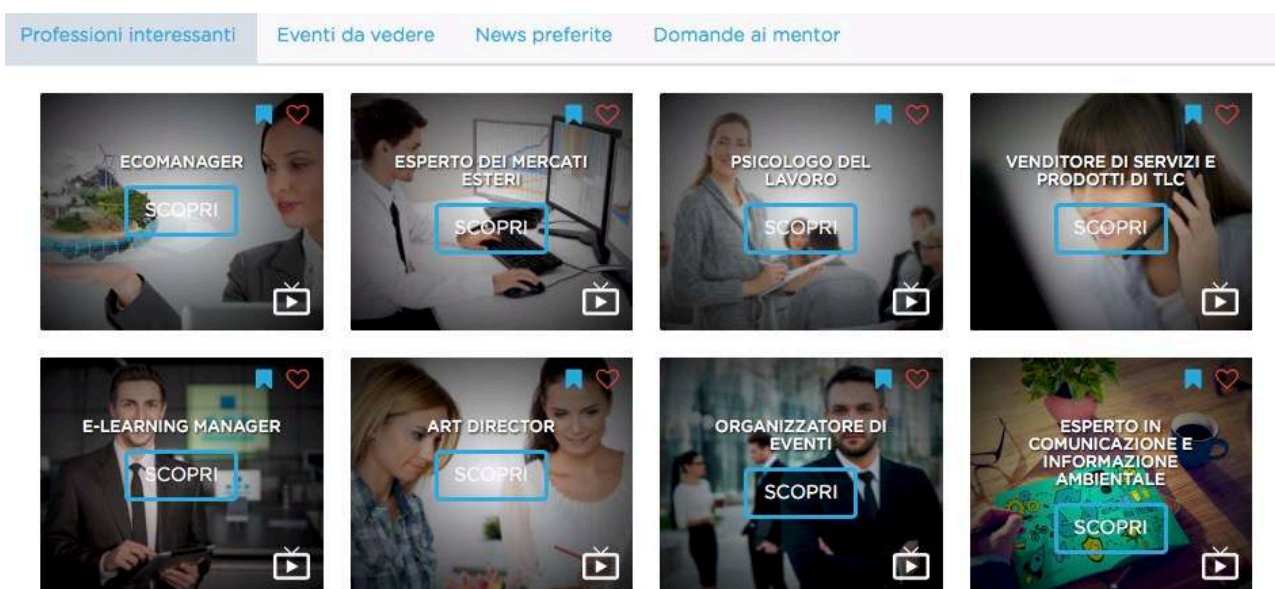 Professioni interessanti Eventi da vedere News preferite Domande ai mentor
ECOMANAGER
SCOPRI
ESPERTO DEI MERCATI
ESTERI
SCOPRI
PSICOLOGO DEL
LAVORO
SCOPRI
VENDITORE DI SERVIZI E
PRODOTTI DI TLC
SCOPRI
E-LEARNING MANAGER
SCOPRI
ART DIRECTOR
SCOPRI
ORGANIZZATORE DI
EVENTI
SCOPRI
ESPERTO IN
COMUNICAZIONE E
INFORMAZIONE
AMBIENTALE
SCOPRI